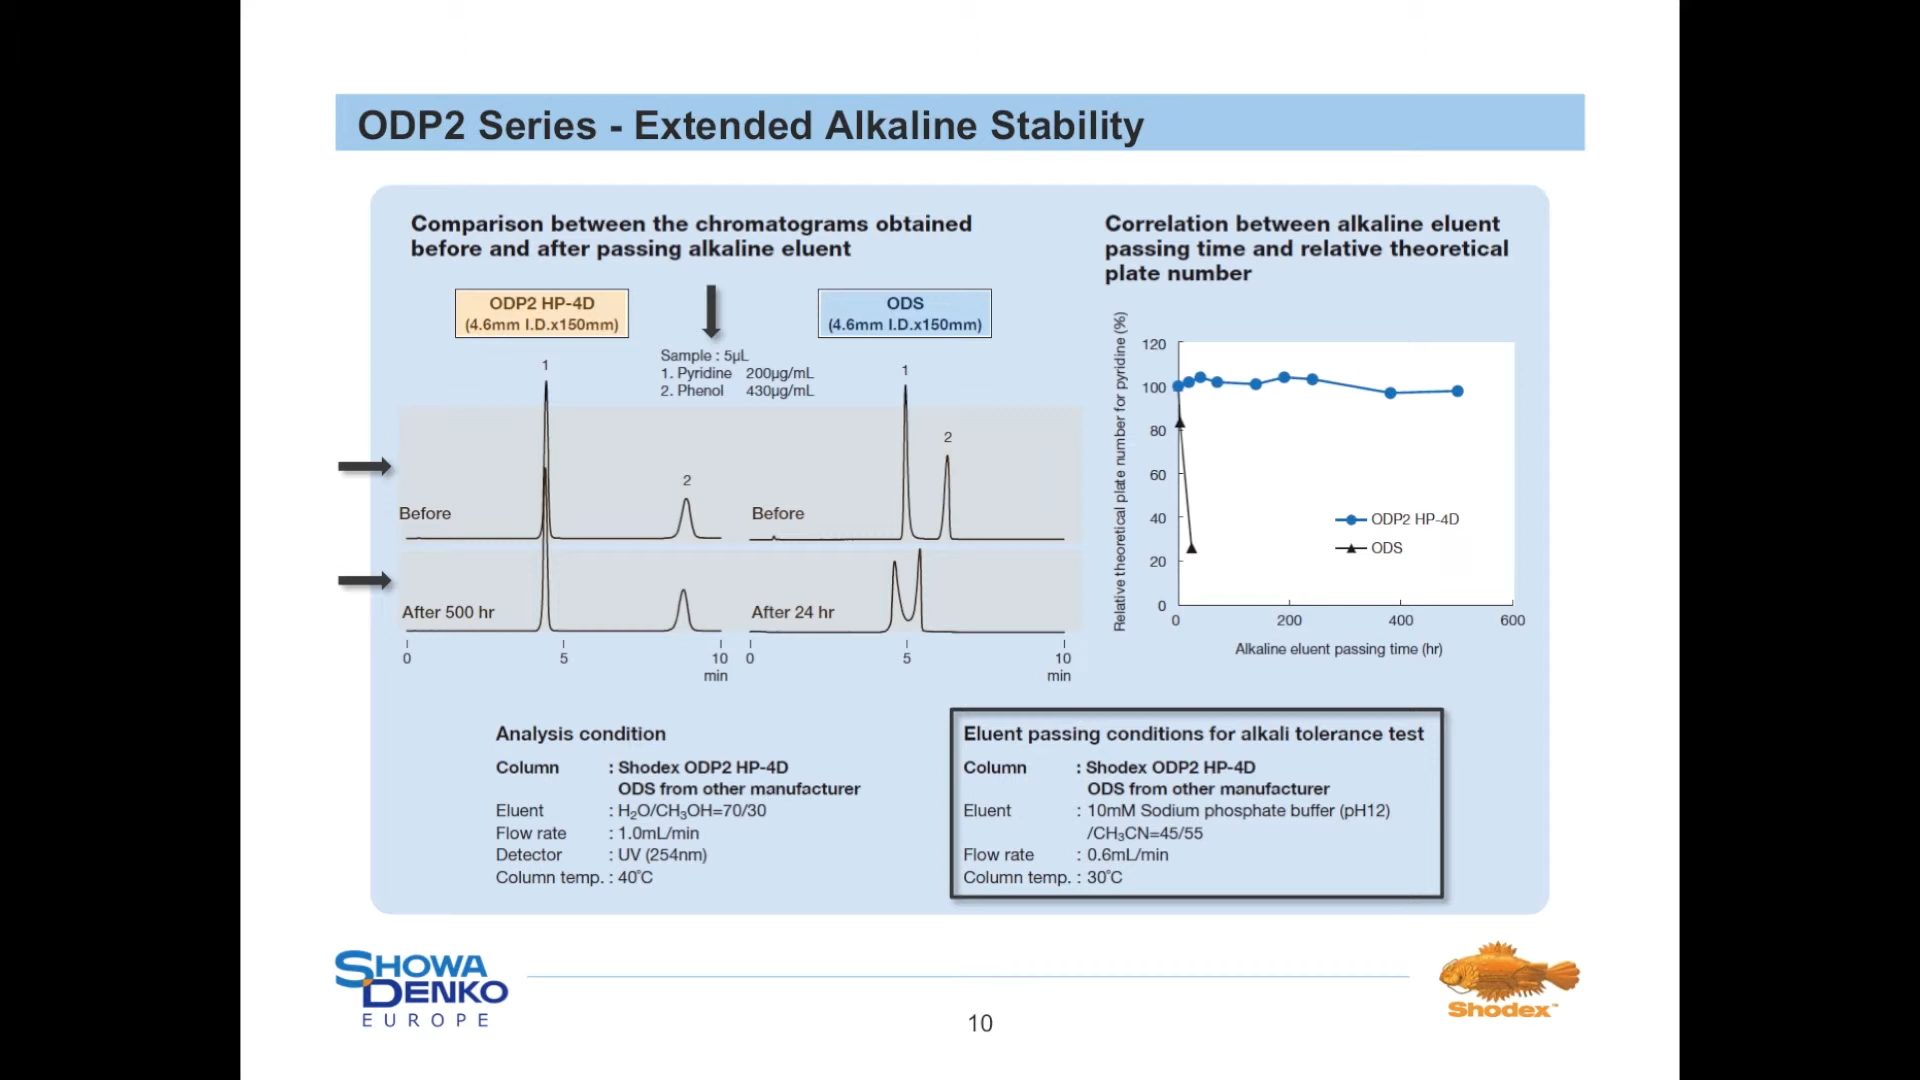 ODP2 Series - Extended Alkaline Stability
Comparison between the chromatograms obtained
before and after passing alkaline eluent
ODP2 HP-4D
(4.6mm I.D.x150mm)
ODS
(4.6mm I.D.x150mm)
Sample : 5µL
1. Pyridine 200µg/mL
2. Phenol 430µg/mL
1
2
1
2
Before
Before
After 500 hr
After 24 hr
0
5
10
min
0
5
10
min
Correlation between alkaline eluent
passing time and relative theoretical
plate number
Relative theoretical plate number for pyridine (%)
120
100
80
60
40
20
0
0
200
400
600
ODP2 HP-4D
ODS
Alkaline eluent passing time (hr)
Analysis condition
Column : Shodex ODP2 HP-4D
ODS from other manufacturer
Eluent : H₂O/CH₃OH=70/30
Flow rate : 1.0mL/min
Detector : UV (254nm)
Column temp. : 40°C
Eluent passing conditions for alkali tolerance test
Column : Shodex ODP2 HP-4D
ODS from other manufacturer
Eluent : 10mM Sodium phosphate buffer (pH12)
/CH₃CN=45/55
Flow rate : 0.6mL/min
Column temp. : 30°C
SHOWA
DENKO
EUROPE
10
Shodex™